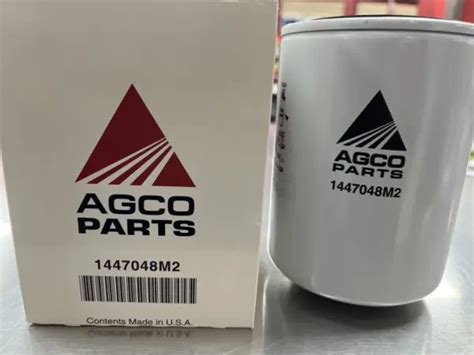 AGCO
PARTS
1447048M2
Contents Made in U.S.A.
AGCO
PARTS
1447048M2